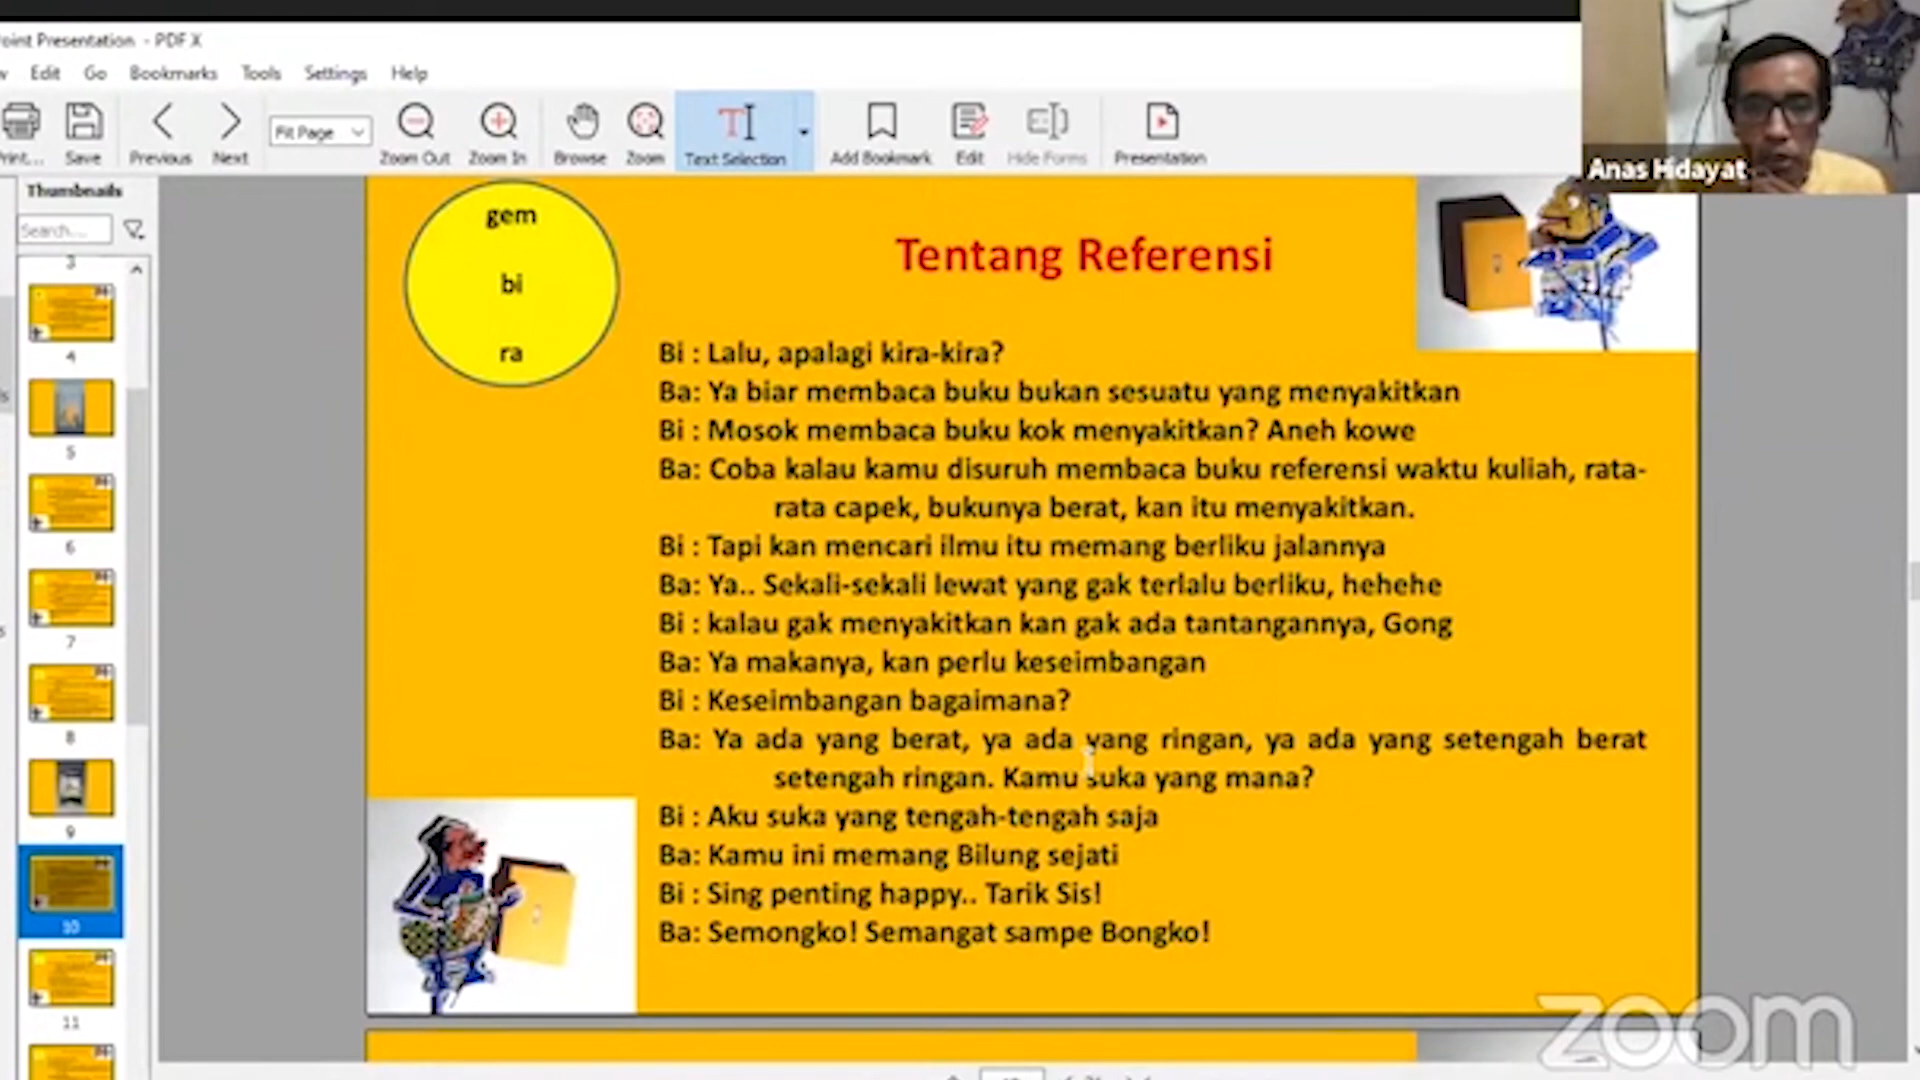 Presentation - PDF X
Edit Go Bookmarks Tools Settings Help
Save Previous Next Fit Page Zoom Out Zoom In Browse Zoom Text Selection Add Bookmark Edit Hide Forms Presentation
Anas Hidayat
Thumbnails
Search...
3
4
5
6
7
8
9
10
11
gem
bi
ra
Tentang Referensi
Bi : Lalu, apalagi kira-kira?
Ba: Ya biar membaca buku bukan sesuatu yang menyakitkan
Bi : Mosok membaca buku kok menyakitkan? Aneh kowe
Ba: Coba kalau kamu disuruh membaca buku referensi waktu kuliah, rata-
rata capek, bukunya berat, kan itu menyakitkan.
Bi : Tapi kan mencari ilmu itu memang berliku jalannya
Ba: Ya.. Sekali-sekali lewat yang gak terlalu berliku, hehehe
Bi : kalau gak menyakitkan kan gak ada tantangannya, Gong
Ba: Ya makanya, kan perlu keseimbangan
Bi : Keseimbangan bagaimana?
Ba: Ya ada yang berat, ya ada yang ringan, ya ada yang setengah berat
setengah ringan. Kamu suka yang mana?
Bi : Aku suka yang tengah-tengah saja
Ba: Kamu ini memang Bilung sejati
Bi : Sing penting happy.. Tarik Sis!
Ba: Semongko! Semangat sampe Bongko!
zoom